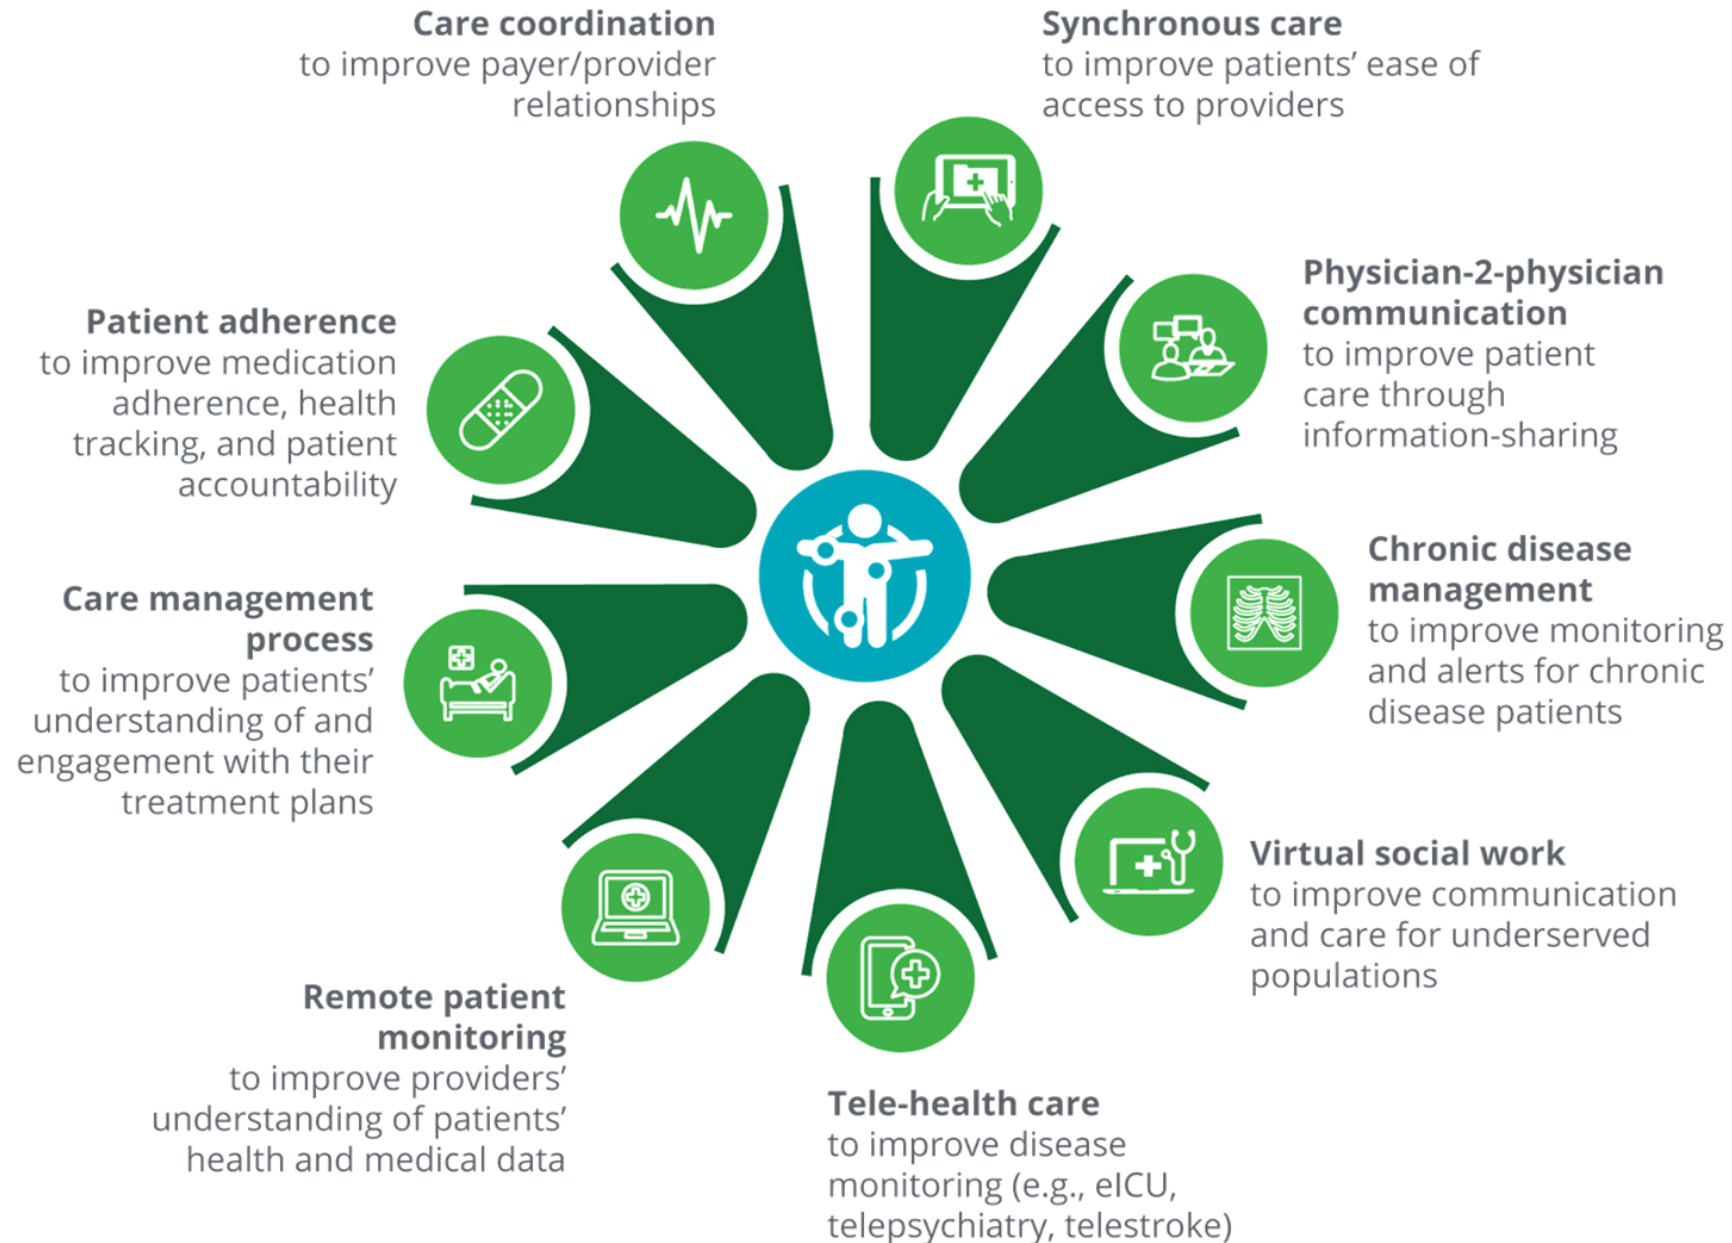 Care coordination
to improve payer/provider
relationships
Synchronous care
to improve patients’ ease of
access to providers
Physician-2-physician
communication
to improve patient
care through
information-sharing
Chronic disease
management
to improve monitoring
and alerts for chronic
disease patients
Virtual social work
to improve communication
and care for underserved
populations
Tele-health care
to improve disease
monitoring (e.g., eICU,
telepsychiatry, telestroke)
Remote patient
monitoring
to improve providers’
understanding of patients’
health and medical data
Care management
process
to improve patients’
understanding of and
engagement with their
treatment plans
Patient adherence
to improve medication
adherence, health
tracking, and patient
accountability